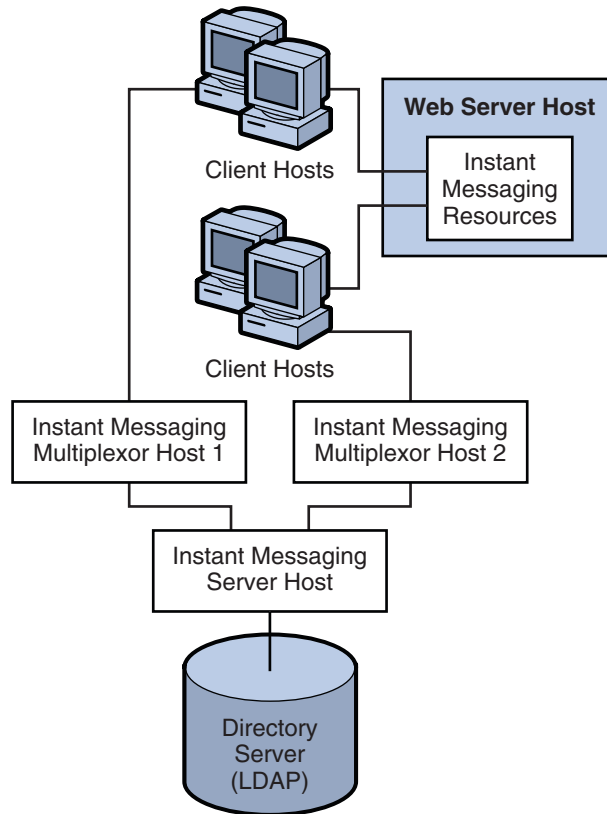 Client Hosts
Web Server Host
Instant
Messaging
Resources
Client Hosts
Instant Messaging
Multiplexor Host 1
Instant Messaging
Multiplexor Host 2
Instant Messaging
Server Host
Directory
Server
(LDAP)